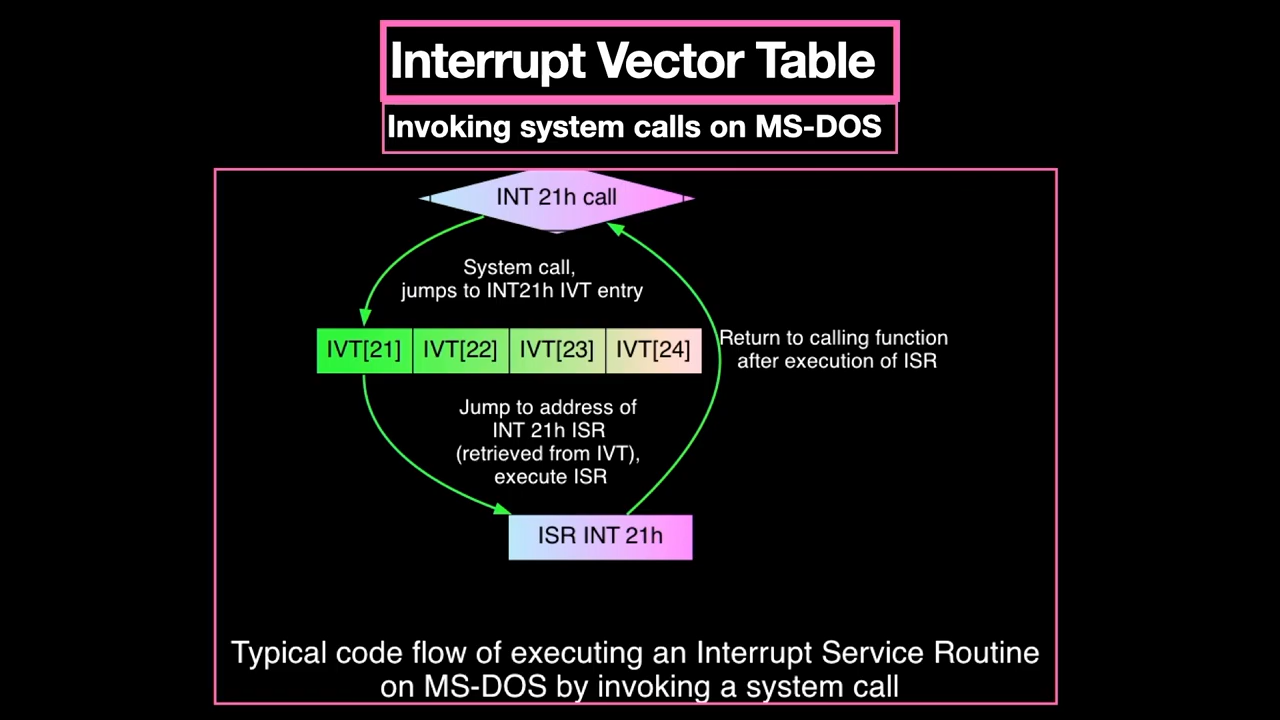 Interrupt Vector Table
Invoking system calls on MS-DOS
INT 21h call
System call,
jumps to INT21h IVT entry
IVT[21] IVT[22] IVT[23] IVT[24]
Return to calling function
after execution of ISR
Jump to address of
INT 21h ISR
(retrieved from IVT),
execute ISR
ISR INT 21h
Typical code flow of executing an Interrupt Service Routine
on MS-DOS by invoking a system call